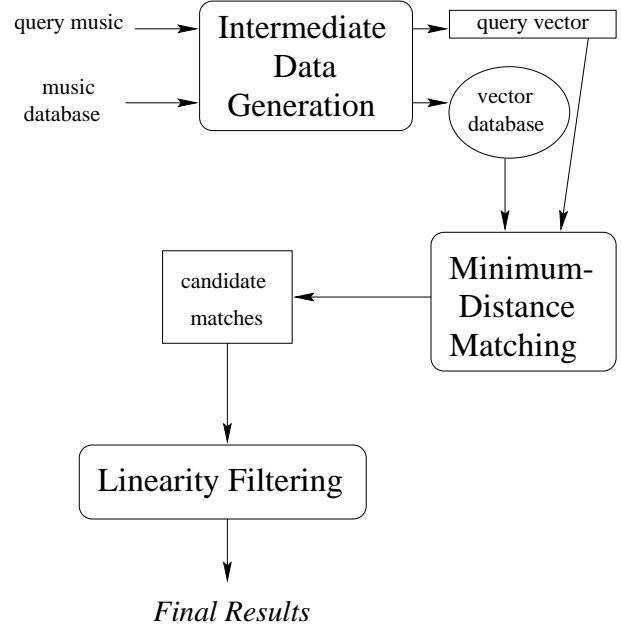 query music
Intermediate
Data
Generation
query vector
music
database
vector
database
Minimum-
Distance
Matching
candidate
matches
Linearity Filtering
Final Results